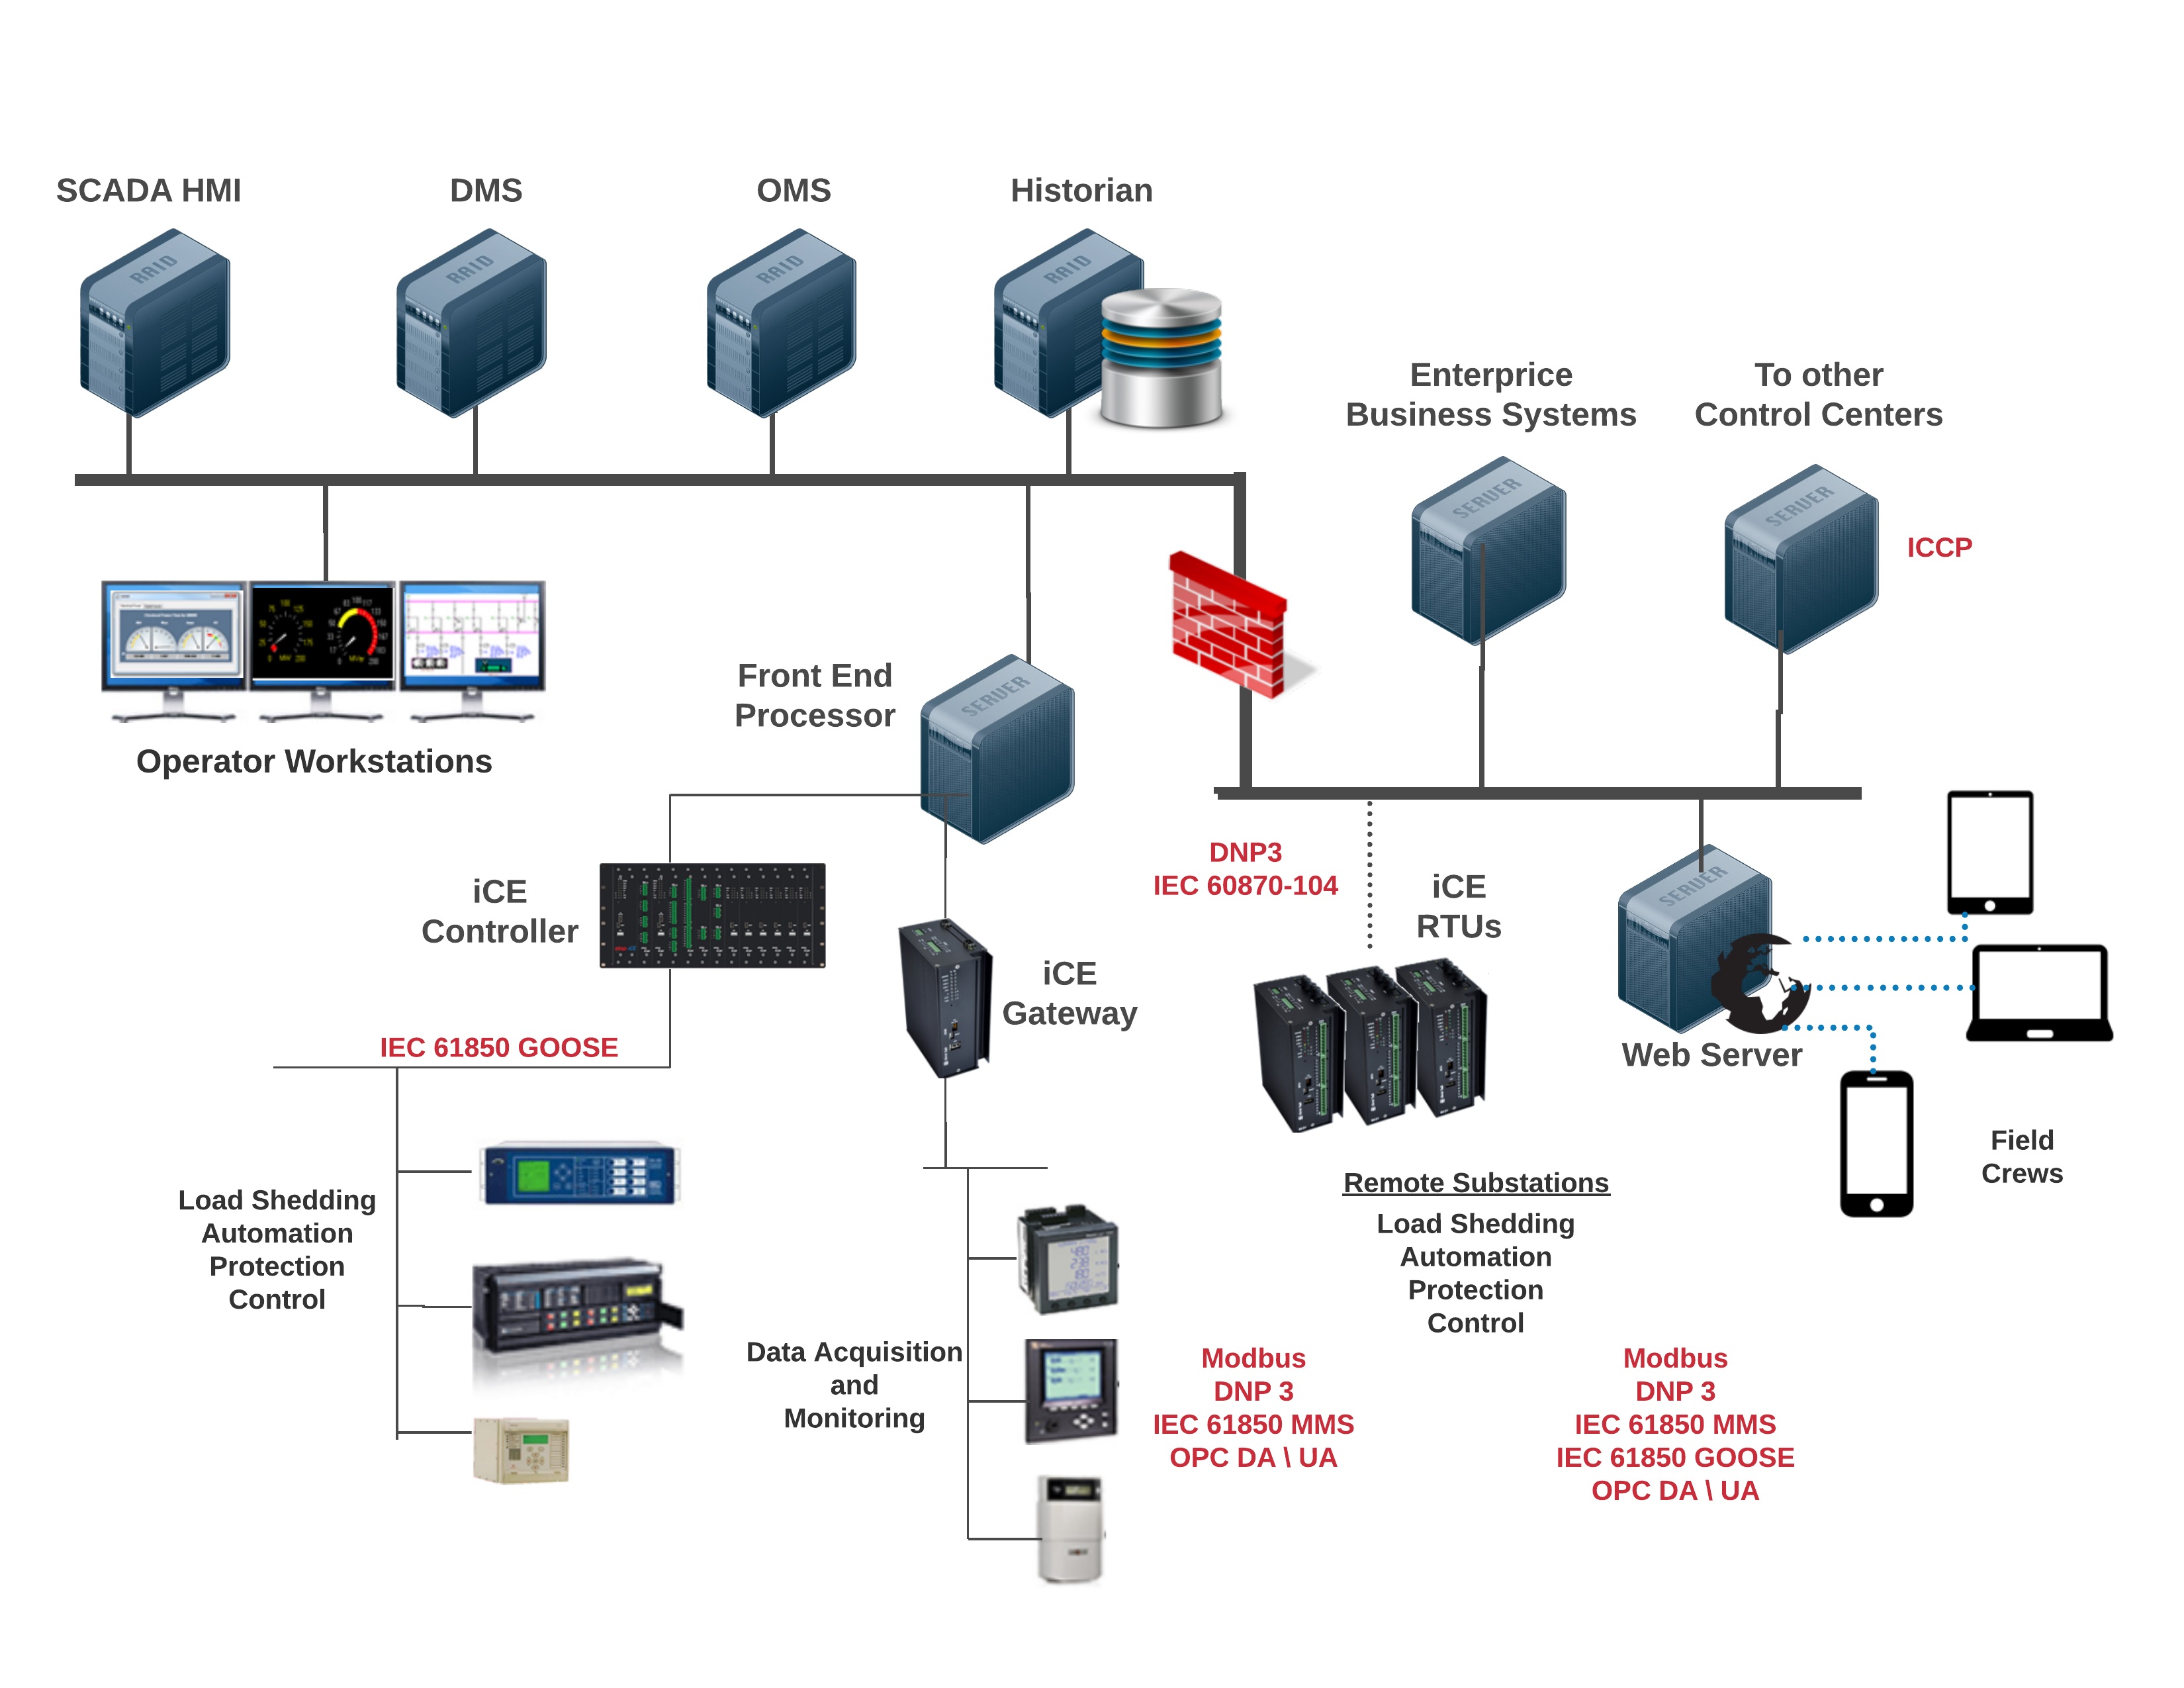 SCADA HMI
DMS
OMS
Historian
RAID
RAID
RAID
RAID
Enterprice
Business Systems
To other
Control Centers
SERVER
SERVER
ICCP
Operator Workstations
Front End
Processor
SERVER
DNP3
IEC 60870-104
iCE
RTUs
SERVER
Web Server
iCE
Controller
iCE
Gateway
IEC 61850 GOOSE
Field
Crews
Load Shedding
Automation
Protection
Control
Remote Substations
Load Shedding
Automation
Protection
Control
Data Acquisition
and
Monitoring
Modbus
DNP 3
IEC 61850 MMS
OPC DA \ UA
Modbus
DNP 3
IEC 61850 MMS
IEC 61850 GOOSE
OPC DA \ UA